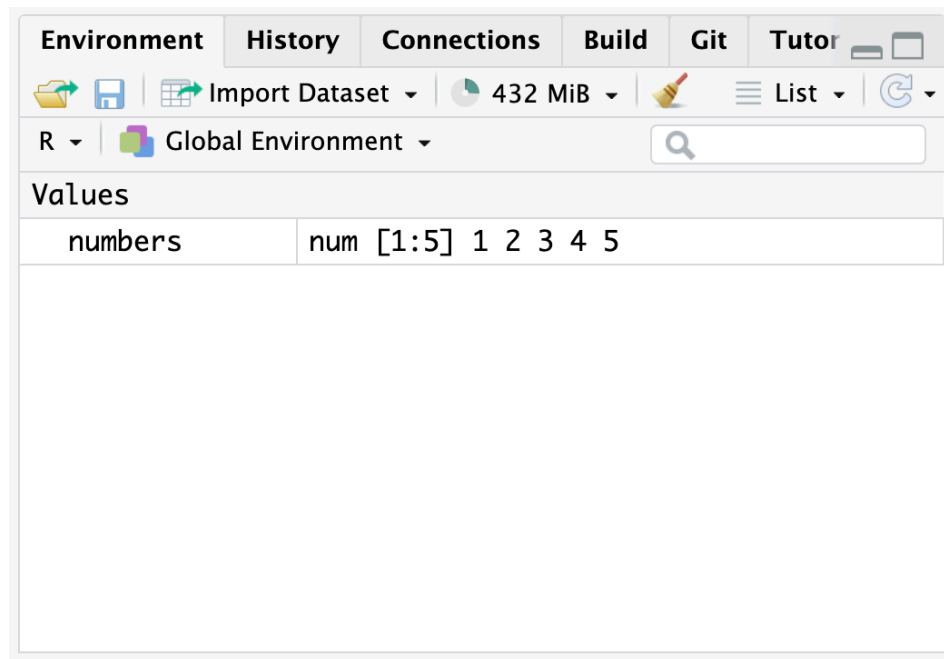 Environment History Connections Build Git Tutor
Import Dataset 432 MiB List
R Global Environment
Values
numbers num [1:5] 1 2 3 4 5